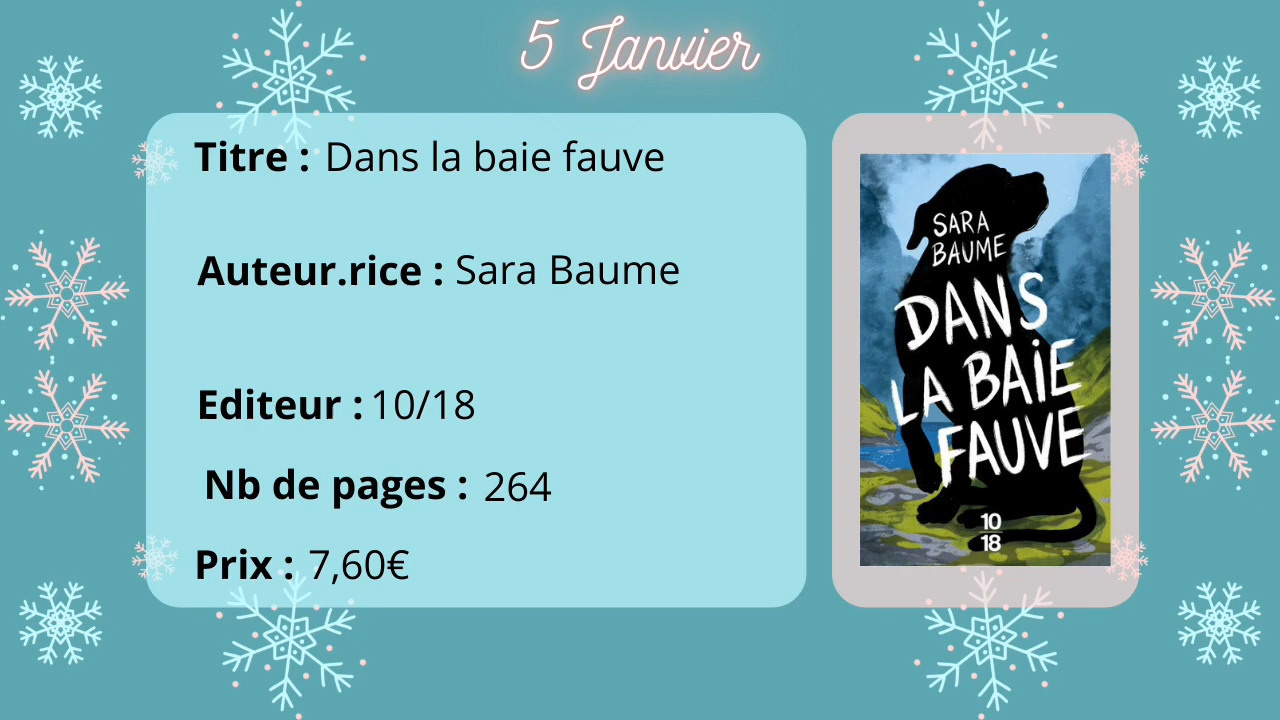 5 Janvier
Titre : Dans la baie fauve
Auteur.rice : Sara Baume
Editeur : 10/18
Nb de pages : 264
Prix : 7,60€
SARA
BAUME
DANS
LA BAiE
FAUVE
10
18